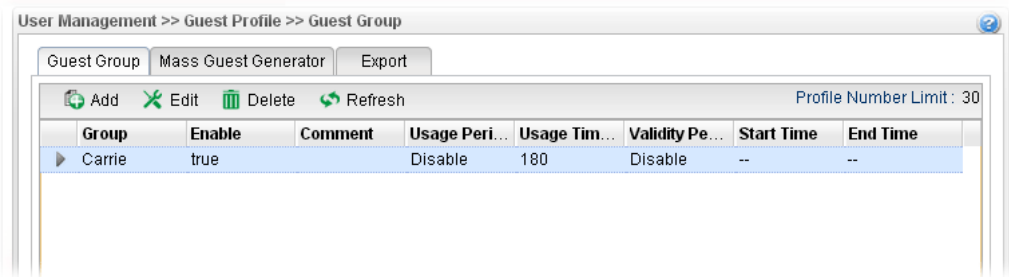 User Management >> Guest Profile >> Guest Group
Guest Group Mass Guest Generator Export
Add Edit Delete Refresh Profile Number Limit : 30
Group Enable Comment Usage Peri... Usage Tim... Validity Pe... Start Time End Time
Carrie true Disable 180 Disable -- --